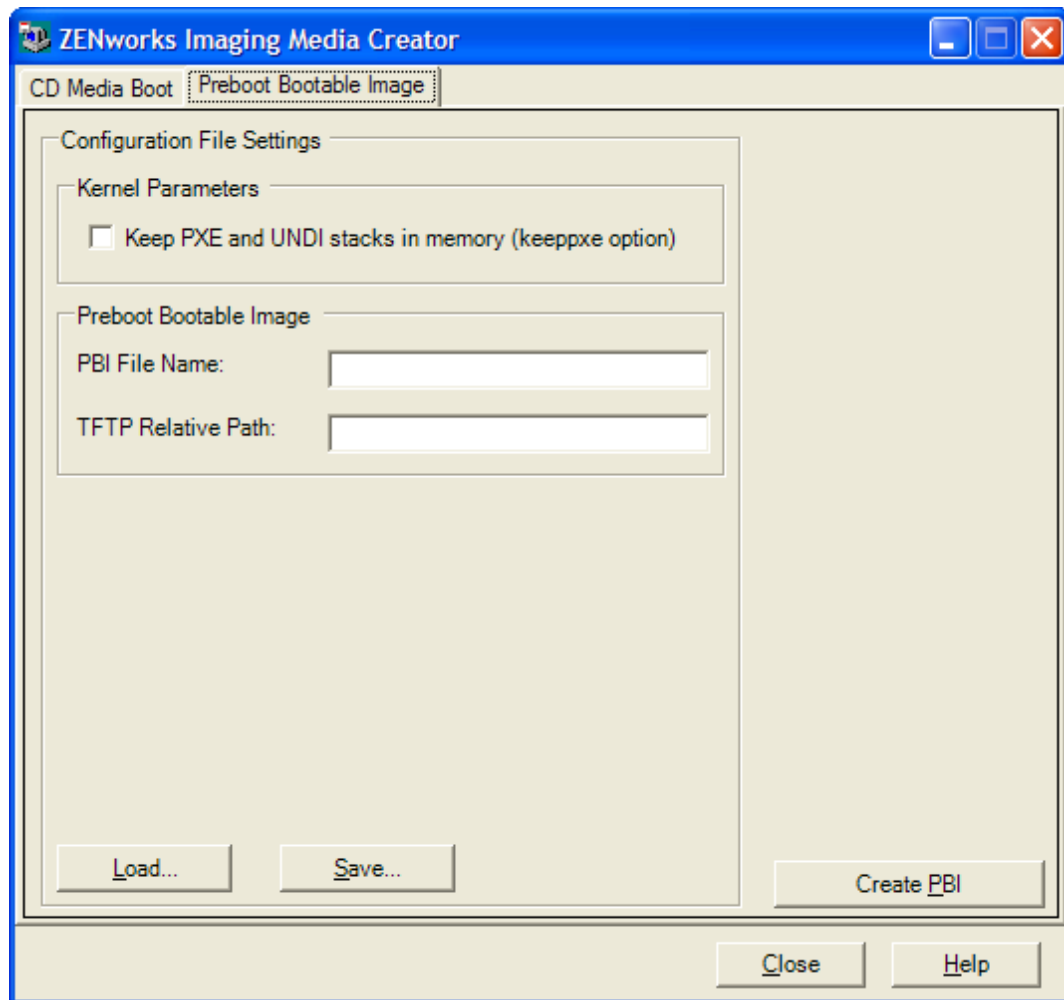 ZENworks Imaging Media Creator
CD Media Boot
Preboot Bootable Image
Configuration File Settings
Kernel Parameters
Keep PXE and UNDI stacks in memory (keeppxe option)
Preboot Bootable Image
PBI File Name:
TFTP Relative Path:
Load...
Save...
Create PBI
Close
Help